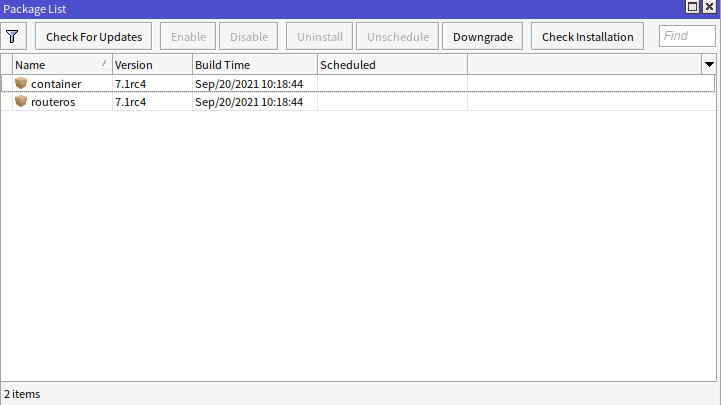 Package List
Check For Updates Enable Disable Uninstall Unschedule Downgrade Check Installation Find
Name Version Build Time Scheduled
container 7.1rc4 Sep/20/2021 10:18:44
routeros 7.1rc4 Sep/20/2021 10:18:44
2 items